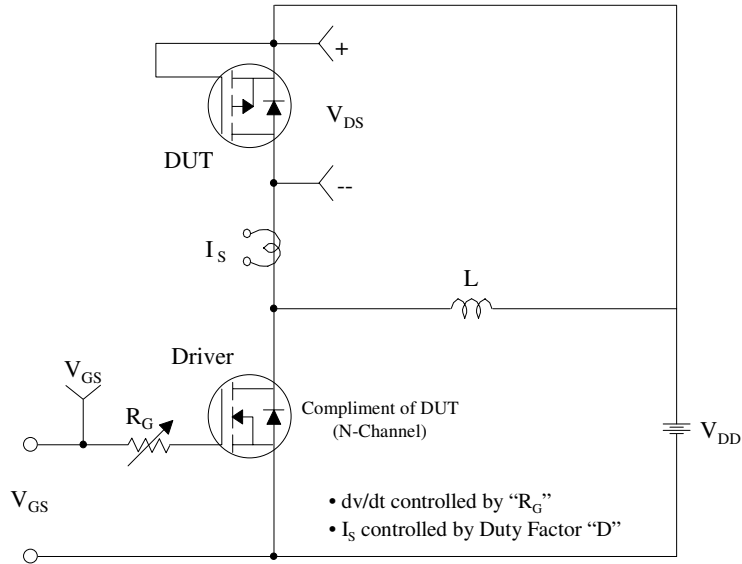 +
V_DS
DUT
--
I_S
L
Driver
V_GS
R_G
Compliment of DUT
(N-Channel)
V_DD
V_GS
• dv/dt controlled by “R_G”
• I_S controlled by Duty Factor “D”